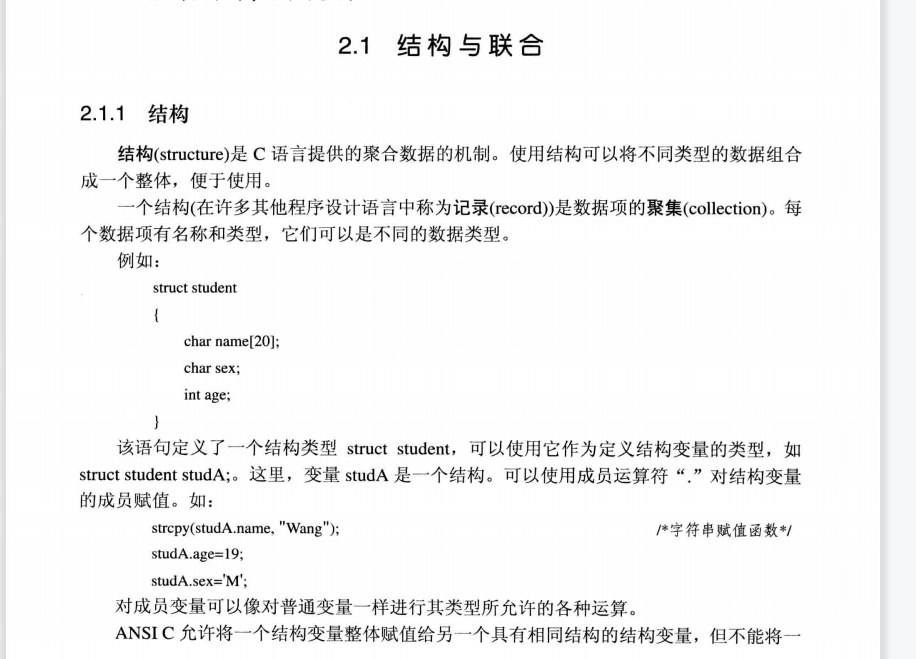 2.1 结构与联合
2.1.1 结构
结构(structure)是 C 语言提供的聚合数据的机制。使用结构可以将不同类型的数据组合
成一个整体，便于使用。
一个结构(在许多其他程序设计语言中称为记录(record))是数据项的聚集(collection)。每
个数据项有名称和类型，它们可以是不同的数据类型。
例如：
struct student
{
char name[20];
char sex;
int age;
}
该语句定义了一个结构类型 struct student，可以使用它作为定义结构变量的类型，如
struct student studA;。这里，变量 studA 是一个结构。可以使用成员运算符“.”对结构变量
的成员赋值。如：
strcpy(studA.name, "Wang"); /*字符串赋值函数*/
studA.age=19;
studA.sex='M';
对成员变量可以像对普通变量一样进行其类型所允许的各种运算。
ANSI C 允许将一个结构变量整体赋值给另一个具有相同结构的结构变量，但不能将一